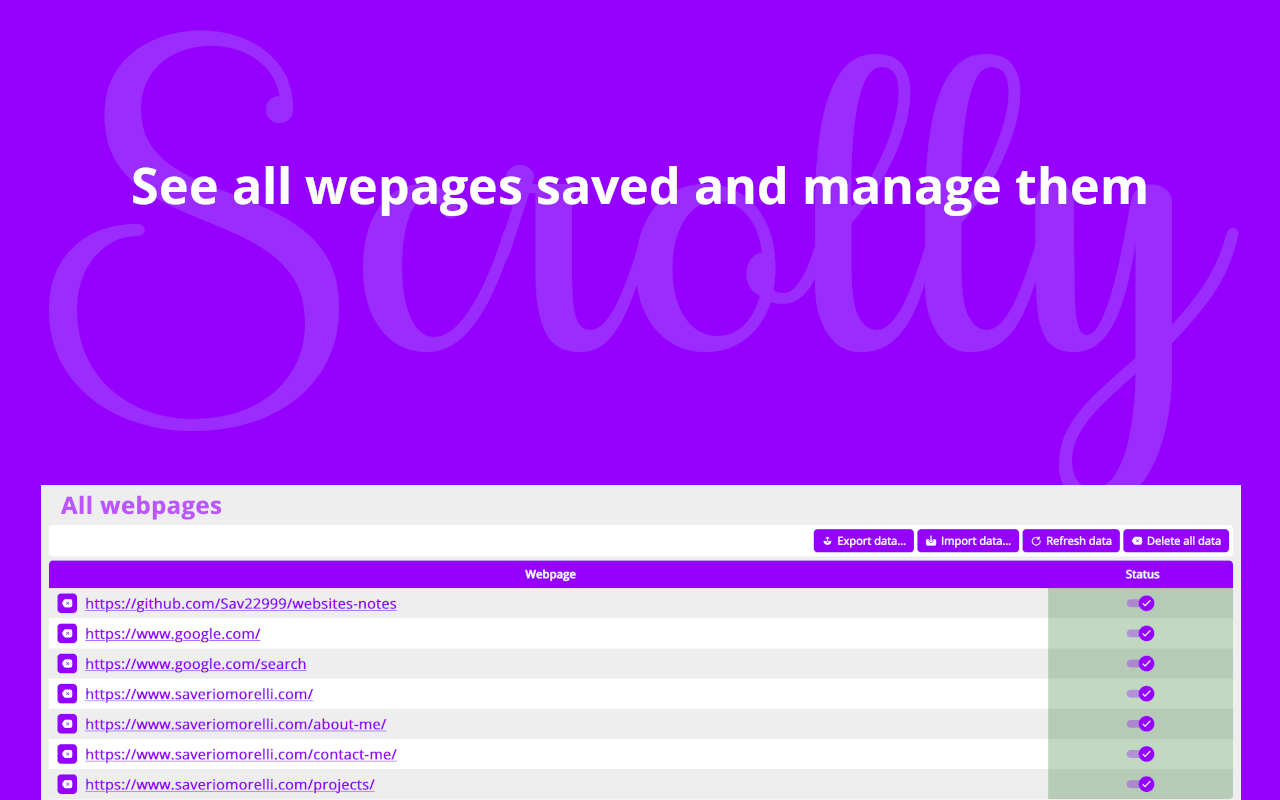 Scrolly
See all wepages saved and manage them
All webpages
Export data... Import data... Refresh data Delete all data
Webpage Status
https://github.com/Sav22999/websites-notes
https://www.google.com/
https://www.google.com/search
https://www.saveriomorelli.com/
https://www.saveriomorelli.com/about-me/
https://www.saveriomorelli.com/contact-me/
https://www.saveriomorelli.com/projects/